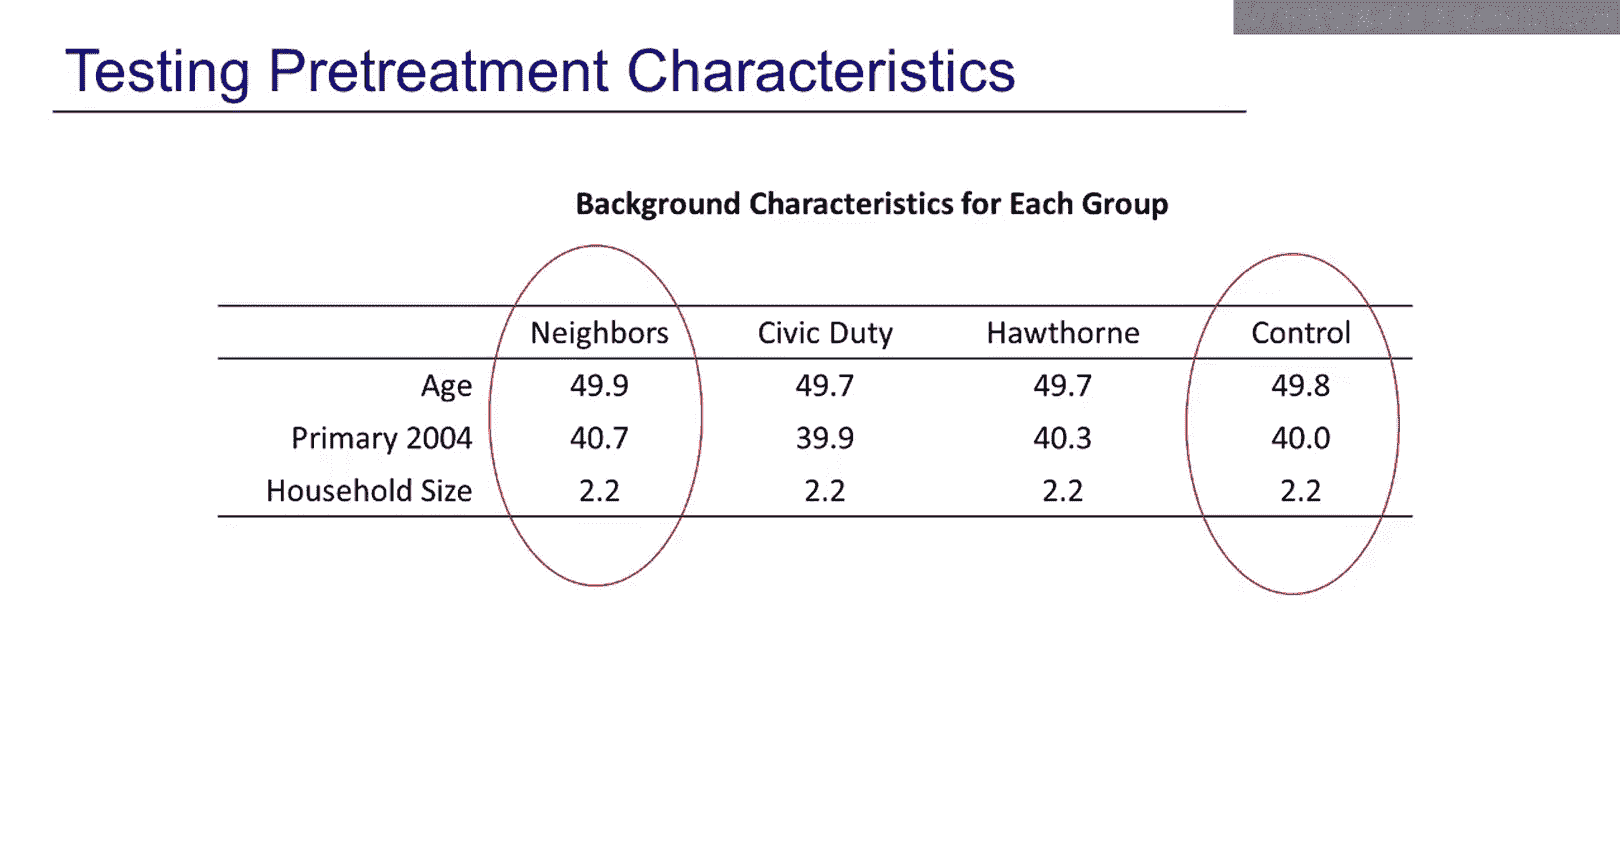 Testing Pretreatment Characteristics
Background Characteristics for Each Group
Neighbors Civic Duty Hawthorne Control
Age 49.9 49.7 49.7 49.8
Primary 2004 40.7 39.9 40.3 40.0
Household Size 2.2 2.2 2.2 2.2